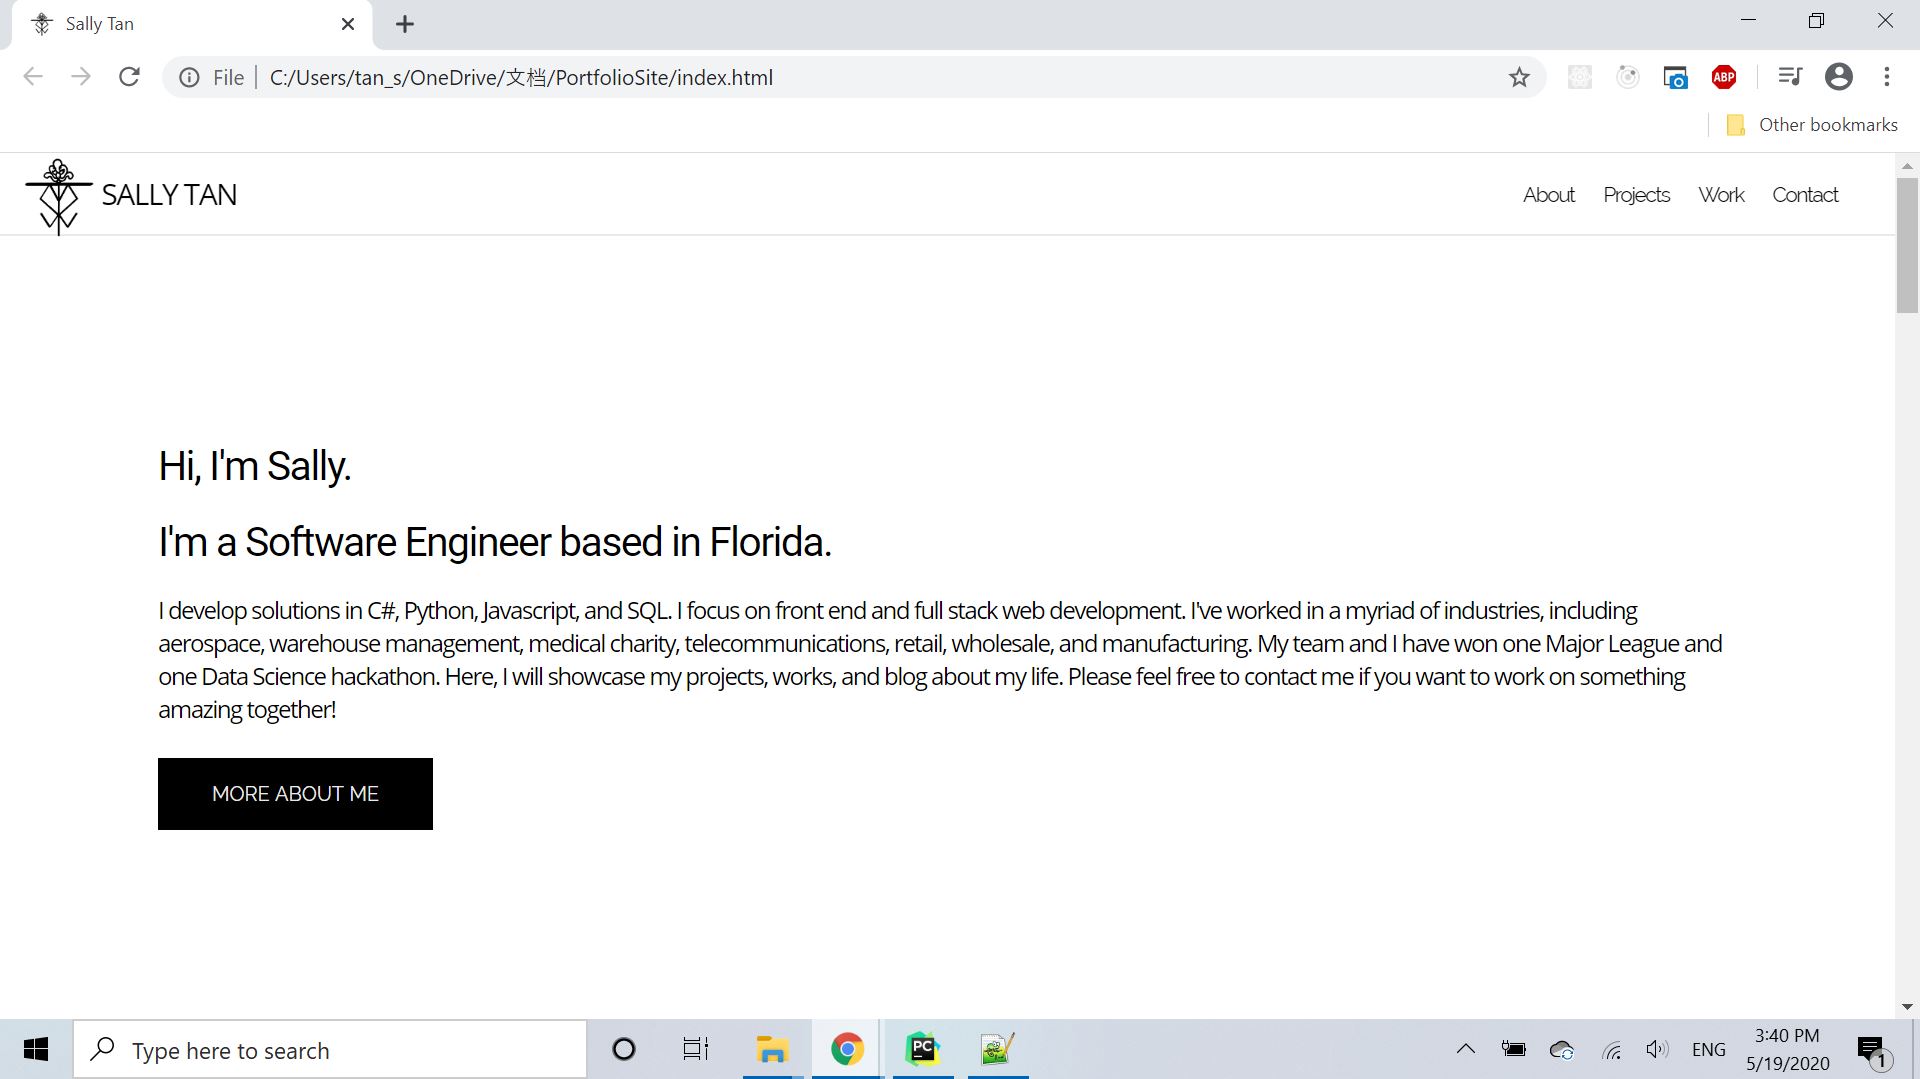 Sally Tan
File
C:/Users/tan_s/OneDrive/文档/PortfolioSite/index.html
ABP
Other bookmarks
SALLY TAN
About Projects Work Contact
Hi, I'm Sally.
I'm a Software Engineer based in Florida.
I develop solutions in C#, Python, Javascript, and SQL. I focus on front end and full stack web development. I've worked in a myriad of industries, including
aerospace, warehouse management, medical charity, telecommunications, retail, wholesale, and manufacturing. My team and I have won one Major League and
one Data Science hackathon. Here, I will showcase my projects, works, and blog about my life. Please feel free to contact me if you want to work on something
amazing together!
MORE ABOUT ME
Type here to search
PC
ENG
3:40 PM
5/19/2020
1